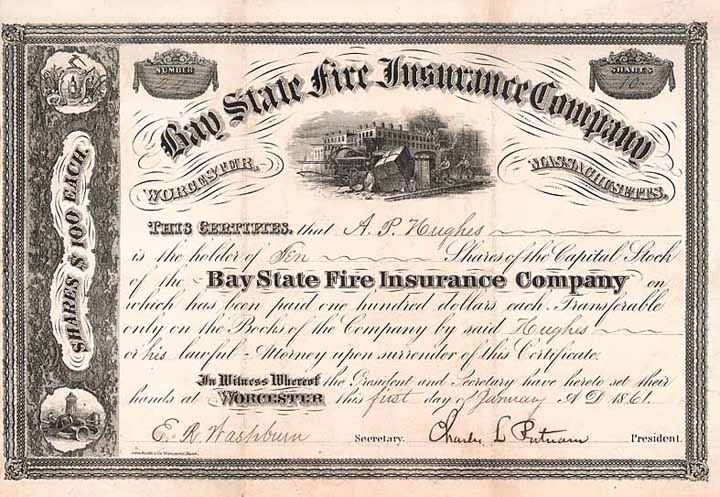 NUMBER
SHARES
10
Bay State Fire Insurance Company
WORCESTER, MASSACHUSETTS.
SHARES $100 EACH.
THIS CERTIFIES, that A. P. Hughes
is the holder of Ten Shares of the Capital Stock
of the Bay State Fire Insurance Company on
which has been paid one hundred dollars each. Transferable
only on the Books of the Company by said Hughes
or his lawful Attorney upon surrender of this Certificate.
In Witness Whereof the President and Secretary have hereto set their
hands at WORCESTER this first day of January A D 1861.
E. A. Washburn Secretary. Charles L Putnam President.